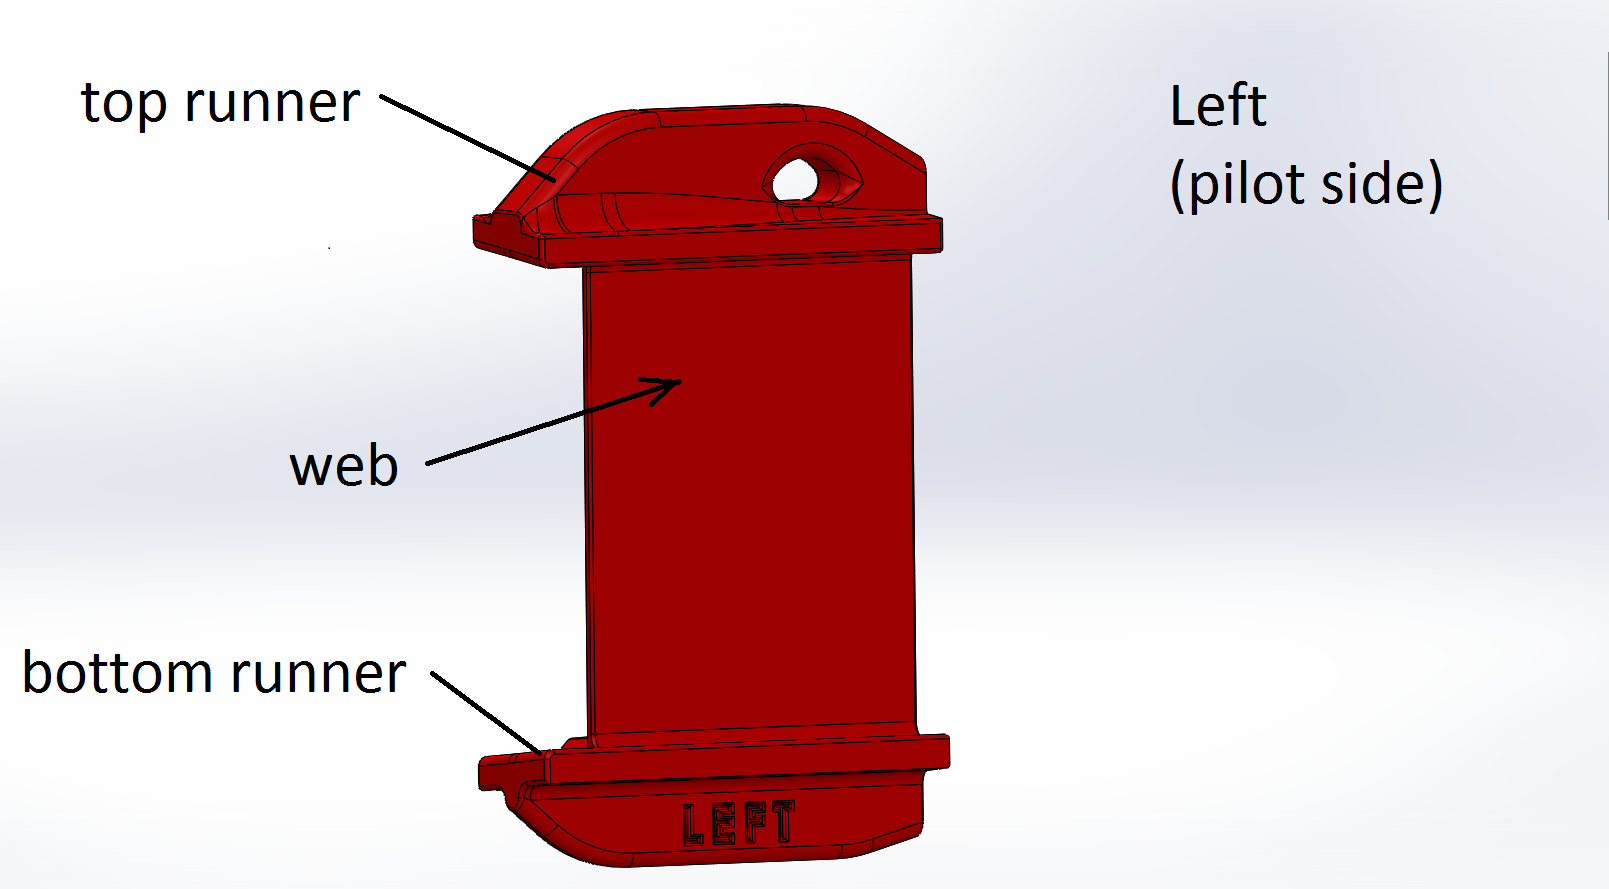 top runner
Left
(pilot side)
web
bottom runner
LEFT